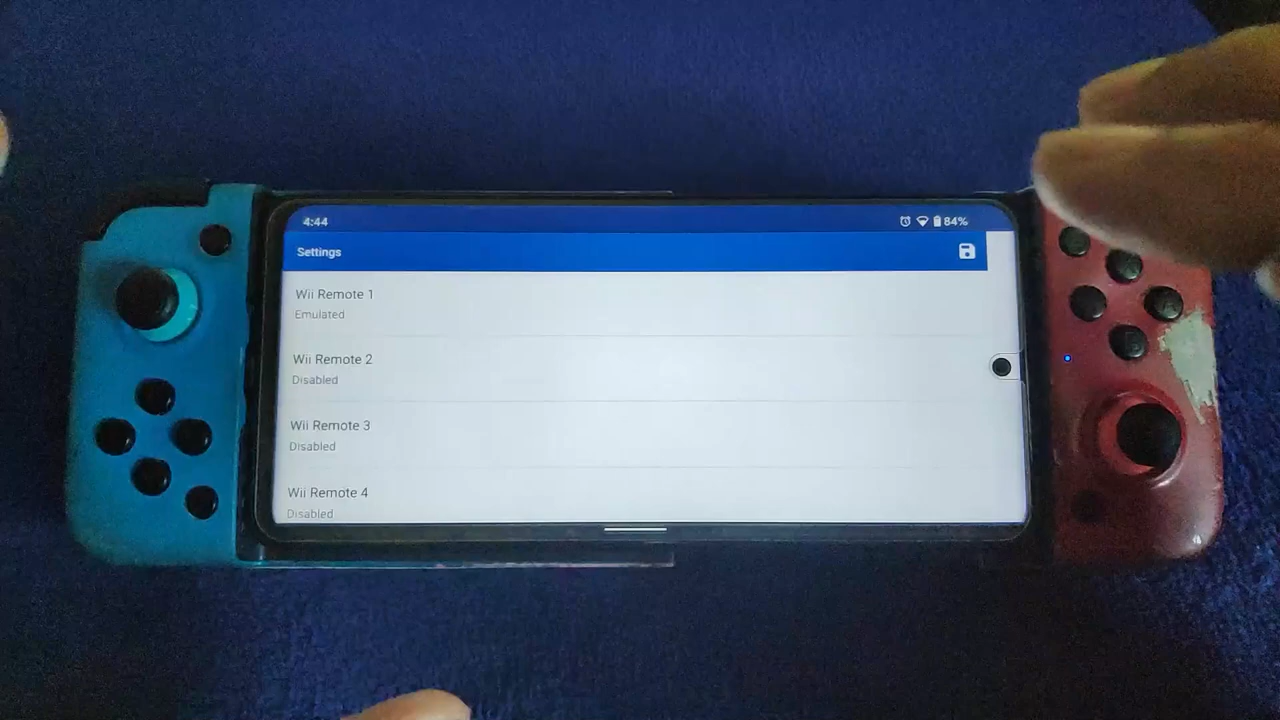 4:44
84%
Settings
Wii Remote 1
Emulated
Wii Remote 2
Disabled
Wii Remote 3
Disabled
Wii Remote 4
Disabled